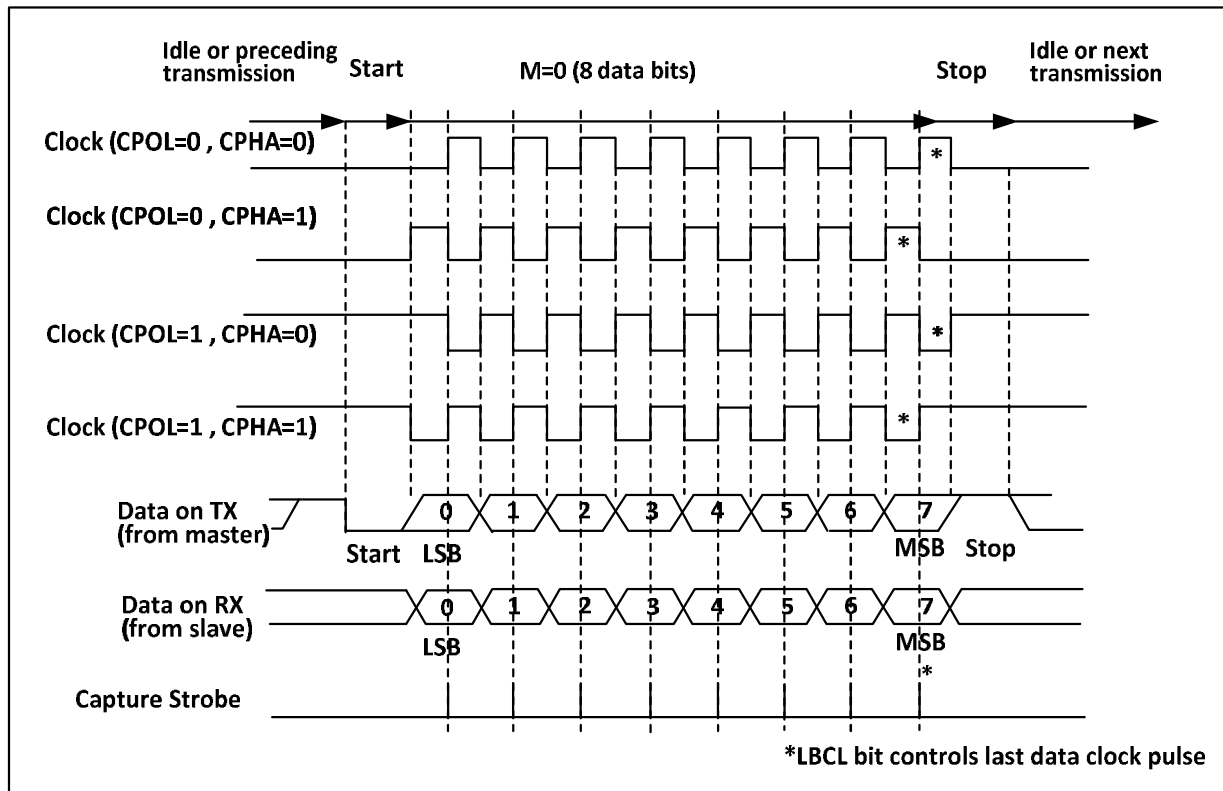 Idle or preceding
transmission
Start
M=0 (8 data bits)
Stop
Idle or next
transmission
Clock (CPOL=0 , CPHA=0)
*
Clock (CPOL=0 , CPHA=1)
*
Clock (CPOL=1 , CPHA=0)
*
Clock (CPOL=1 , CPHA=1)
*
Data on TX
(from master)
0 1 2 3 4 5 6 7
Start LSB MSB Stop
Data on RX
(from slave)
0 1 2 3 4 5 6 7
LSB MSB
*
Capture Strobe
*LBCL bit controls last data clock pulse